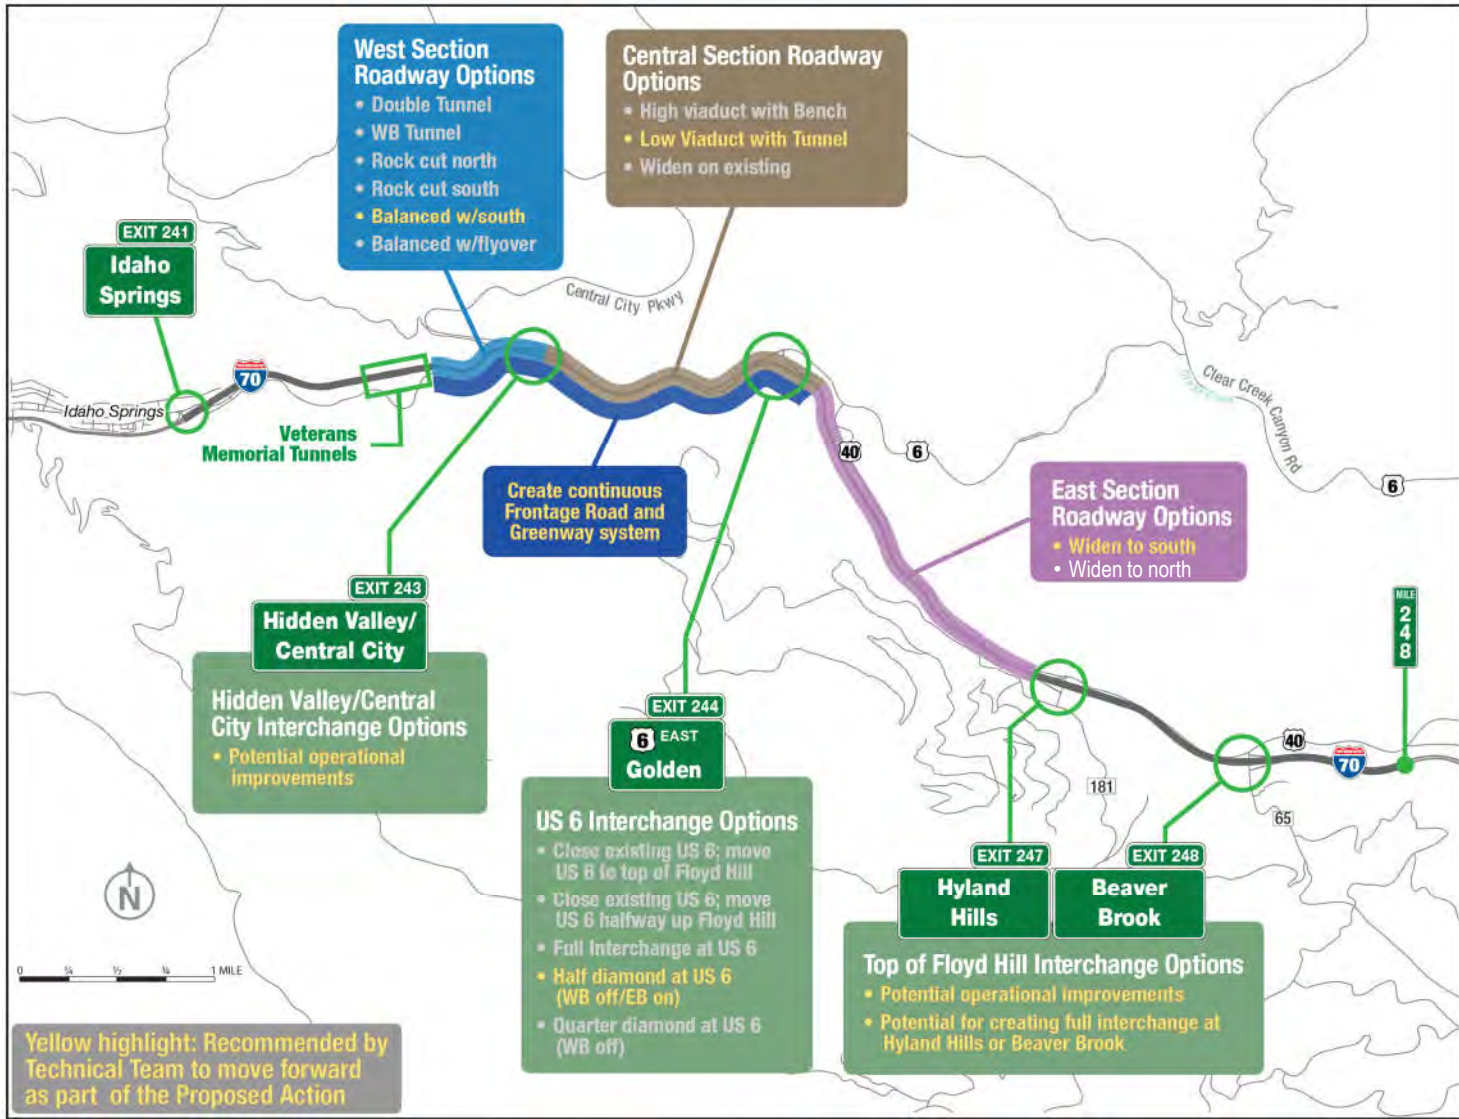 West Section
Roadway Options
• Double Tunnel
• WB Tunnel
• Rock cut north
• Rock cut south
• Balanced w/south
• Balanced w/flyover
Central Section Roadway
Options
• High viaduct with Bench
• Low Viaduct with Tunnel
• Widen on existing
EXIT 241
Idaho
Springs
Central City Pkwy
70
Idaho Springs
Veterans
Memorial Tunnels
Clear Creek
Canyon Rd
40
6
6
Create continuous
Frontage Road and
Greenway system
East Section
Roadway Options
• Widen to south
• Widen to north
EXIT 243
Hidden Valley/
Central City
Hidden Valley/Central
City Interchange Options
• Potential operational
improvements
MILE
2
4
8
EXIT 244
6 EAST
Golden
US 6 Interchange Options
• Close existing US 6; move
US 6 to top of Floyd Hill
• Close existing US 6; move
US 6 halfway up Floyd Hill
• Full Interchange at US 6
• Half diamond at US 6
(WB off/EB on)
• Quarter diamond at US 6
(WB off)
40
70
181
65
EXIT 247
Hyland
Hills
EXIT 248
Beaver
Brook
Top of Floyd Hill Interchange Options
• Potential operational improvements
• Potential for creating full interchange at
Hyland Hills or Beaver Brook
N
0 ¼ ½ ¾ 1 MILE
Yellow highlight: Recommended by
Technical Team to move forward
as part of the Proposed Action